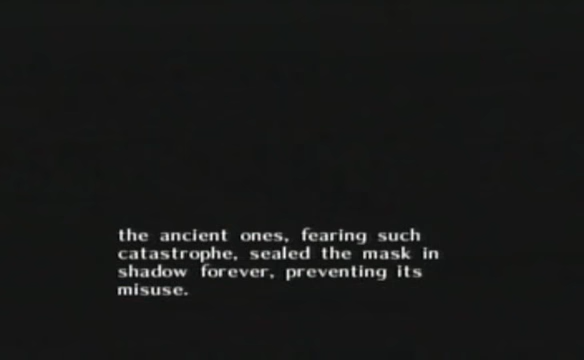 the ancient ones, fearing such
catastrophe, sealed the mask in
shadow forever, preventing its
misuse.